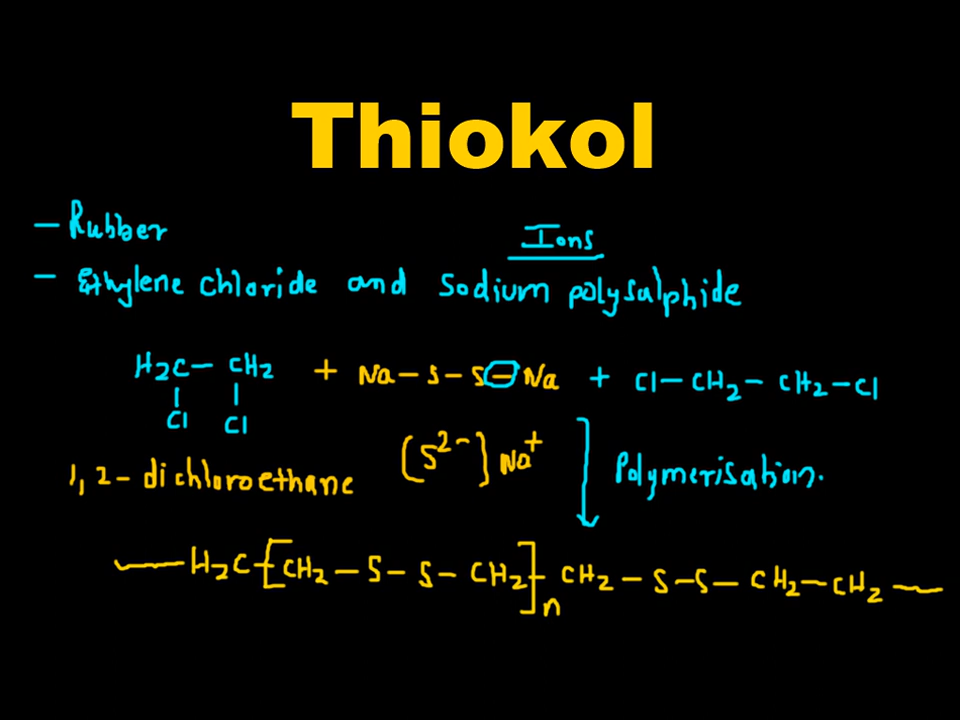 Thiokol
- Rubber
Ions
- Ethylene chloride and Sodium polysulphide
H2C - CH2 + Na - S - S - Na + Cl - CH2 - CH2 - Cl
Cl Cl
[S2-] Na+
Polymerisation.
1,2-dichloroethane
H2C [CH2 - S - S - CH2]n CH2 - S - S - CH2 - CH2